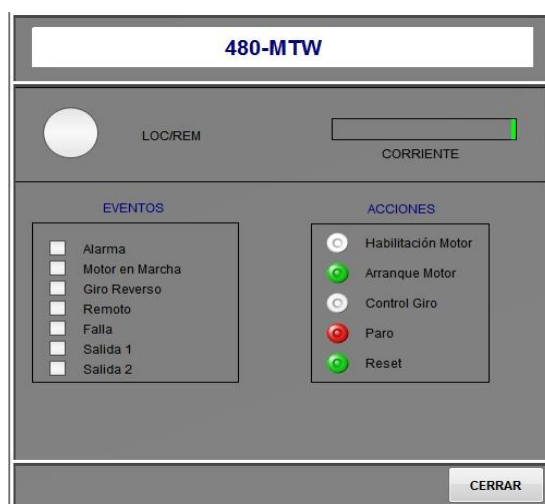 480-MTW
LOC/REM
CORRIENTE
EVENTOS
Alarma
Motor en Marcha
Giro Reverso
Remoto
Falla
Salida 1
Salida 2
ACCIONES
Habilitación Motor
Arranque Motor
Control Giro
Paro
Reset
CERRAR